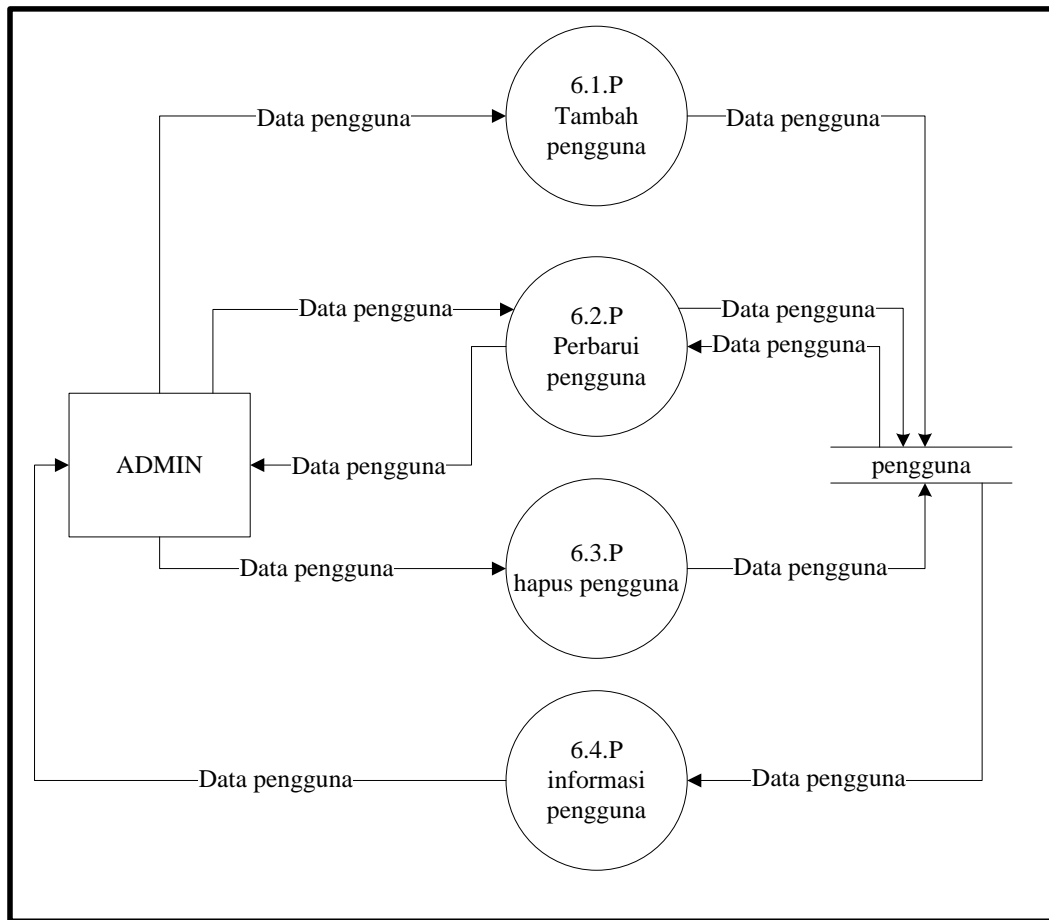 6.1.P
Tambah
pengguna
Data pengguna
Data pengguna
6.2.P
Perbarui
pengguna
Data pengguna
Data pengguna
Data pengguna
Data pengguna
ADMIN
pengguna
6.3.P
hapus pengguna
Data pengguna
Data pengguna
6.4.P
informasi
pengguna
Data pengguna
Data pengguna